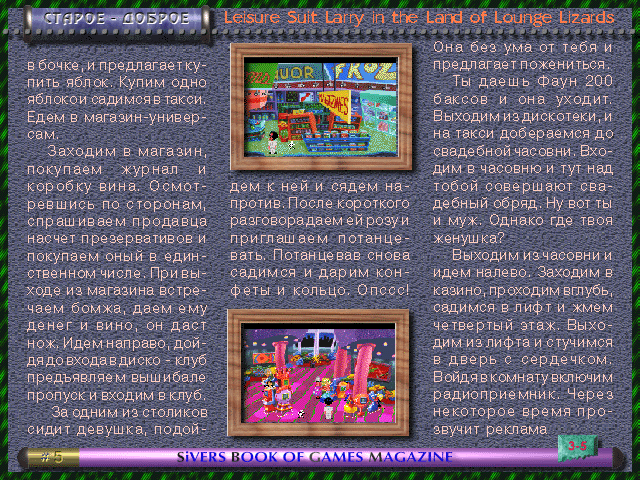 СТАРОЕ - ДОБРОЕ
Leisure Suit Larry in the Land of Lounge Lizards
в бочке, и предлагает ку-
пить яблок. Купим одно
яблоко и садимся в такси.
Едем в магазин-универ-
сам.
Заходим в магазин,
покупаем журнал и
коробку вина. Осмот-
ревшись по сторонам,
спрашиваем продавца
насчет презервативов и
покупаем оный в един-
ственном числе. При вы-
ходе из магазина встре-
чаем бомжа, даем ему
денег и вино, он даст
нож. Идем направо, дой-
дя до входа в диско - клуб
предъявляем вышибале
пропуск и входим в клуб.
За одним из столиков
сидит девушка, подой-
дем к ней и сядем на-
против. После короткого
разговора даем ей розу и
приглашаем потанце-
вать. Потанцевав снова
садимся и дарим кон-
феты и кольцо. Опссс!
Она без ума от тебя и
предлагает пожениться.
Ты даешь Фаун 200
баксов и она уходит.
Выходим из дискотеки, и
на такси добераемся до
свадебной часовни. Вхо-
дим в часовню и тут над
тобой совершают сва-
дебный обряд. Ну вот ты
и муж. Однако где твоя
женушка?
Выходим из часовни и
идем налево. Заходим в
казино, проходим вглубь,
садимся в лифт и жмем
четвертый этаж. Выхо-
дим из лифта и стучимся
в дверь с сердечком.
Войдя в комнату включим
радиоприемник. Через
некоторое время про-
звучит реклама
#5
SIVERS BOOK OF GAMES MAGAZINE
3-5